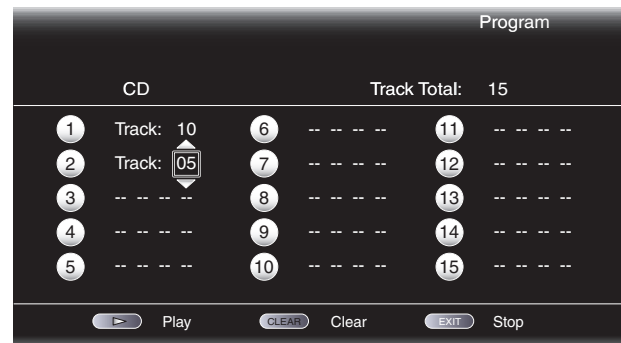 Program
CD Track Total: 15
1 Track: 10 6 -- -- -- -- 11 -- -- -- --
2 Track: 05 7 -- -- -- -- 12 -- -- -- --
3 -- -- -- -- 8 -- -- -- -- 13 -- -- -- --
4 -- -- -- -- 9 -- -- -- -- 14 -- -- -- --
5 -- -- -- -- 10 -- -- -- -- 15 -- -- -- --
Play CLEAR Clear EXIT Stop